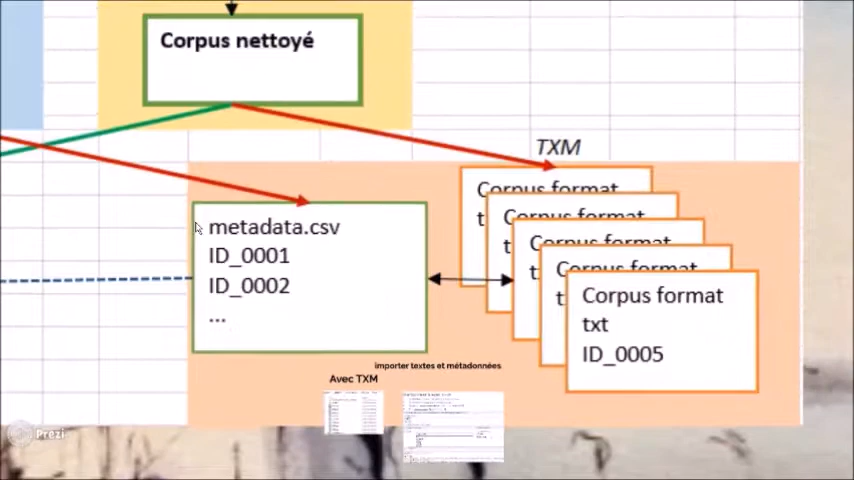 Corpus nettoyé
TXM
metadata.csv
ID_0001
ID_0002
...
Corpus format
t
Corpus format
t
Corpus format
t
Corpus format
t
Corpus format
txt
ID_0005
importer textes et métadonnées
Avec TXM
Prezi